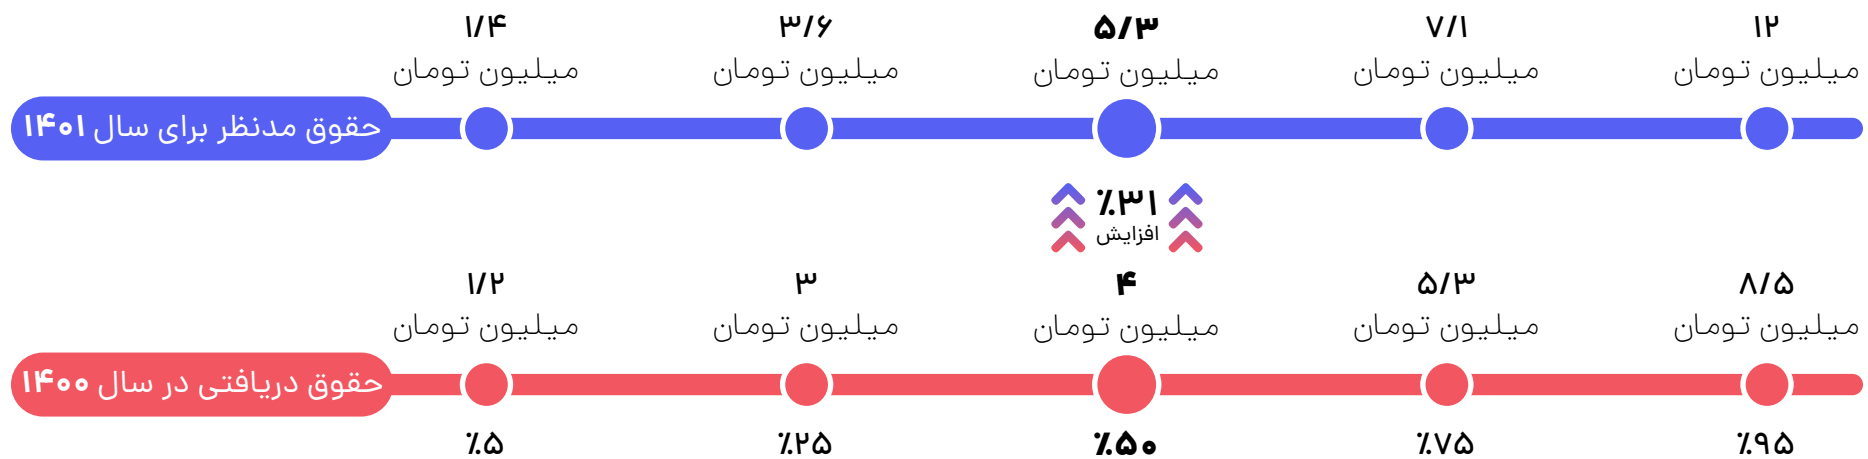 ۱/۴
میلیون تومان
۳/۶
میلیون تومان
۵/۳
میلیون تومان
۷/۱
میلیون تومان
۱۲
میلیون تومان
حقوق مدنظر برای سال ۱۴۰۱
٪۳۱
افزایش
۱/۲
میلیون تومان
۳
میلیون تومان
۴
میلیون تومان
۵/۳
میلیون تومان
۸/۵
میلیون تومان
حقوق دریافتی در سال ۱۴۰۰
٪۵
٪۲۵
٪۵۰
٪۷۵
٪۹۵